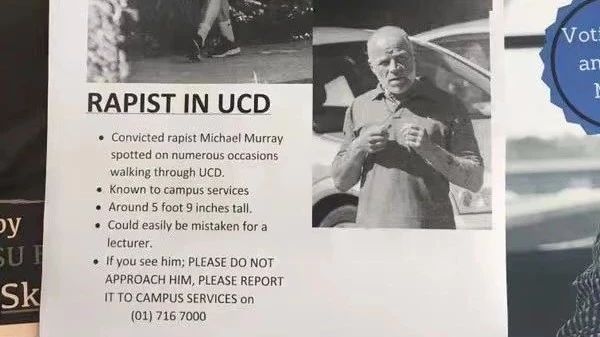 RAPIST IN UCD
• Convicted rapist Michael Murray
spotted on numerous occasions
walking through UCD.
• Known to campus services
• Around 5 foot 9 inches tall.
• Could easily be mistaken for a
lecturer.
• If you see him; PLEASE DO NOT
APPROACH HIM, PLEASE REPORT
IT TO CAMPUS SERVICES on
(01) 716 7000
by
SU
Sk
Voti
an